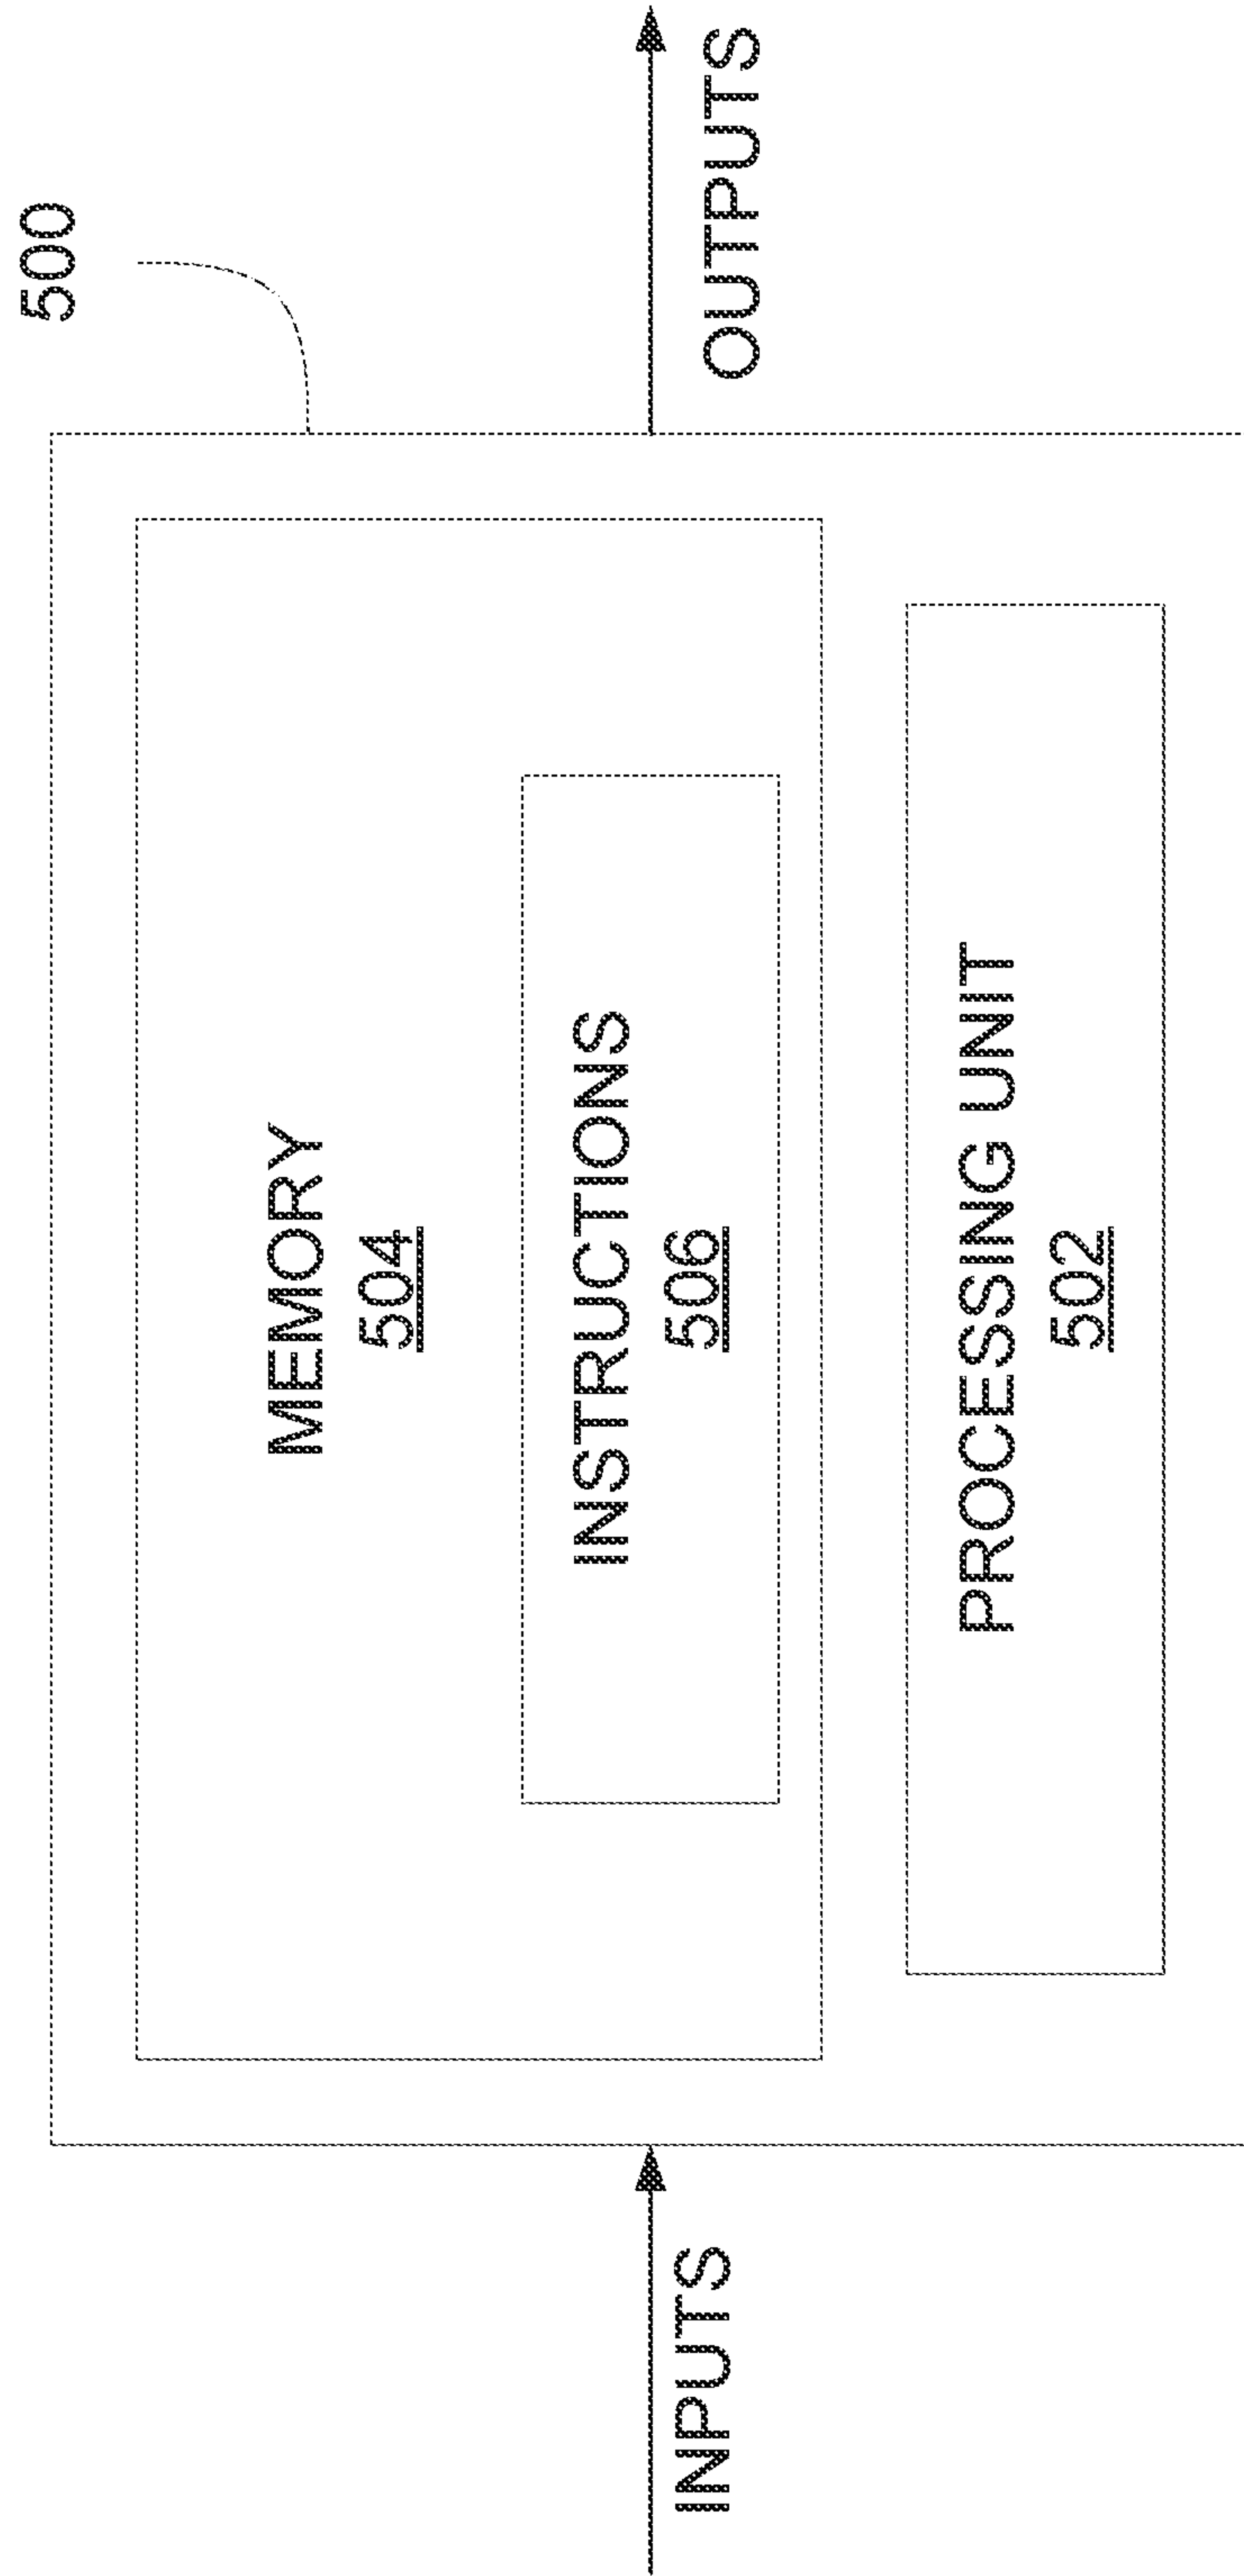 500
MEMORY
504
INSTRUCTIONS
506
PROCESSING UNIT
502
INPUTS
OUTPUTS